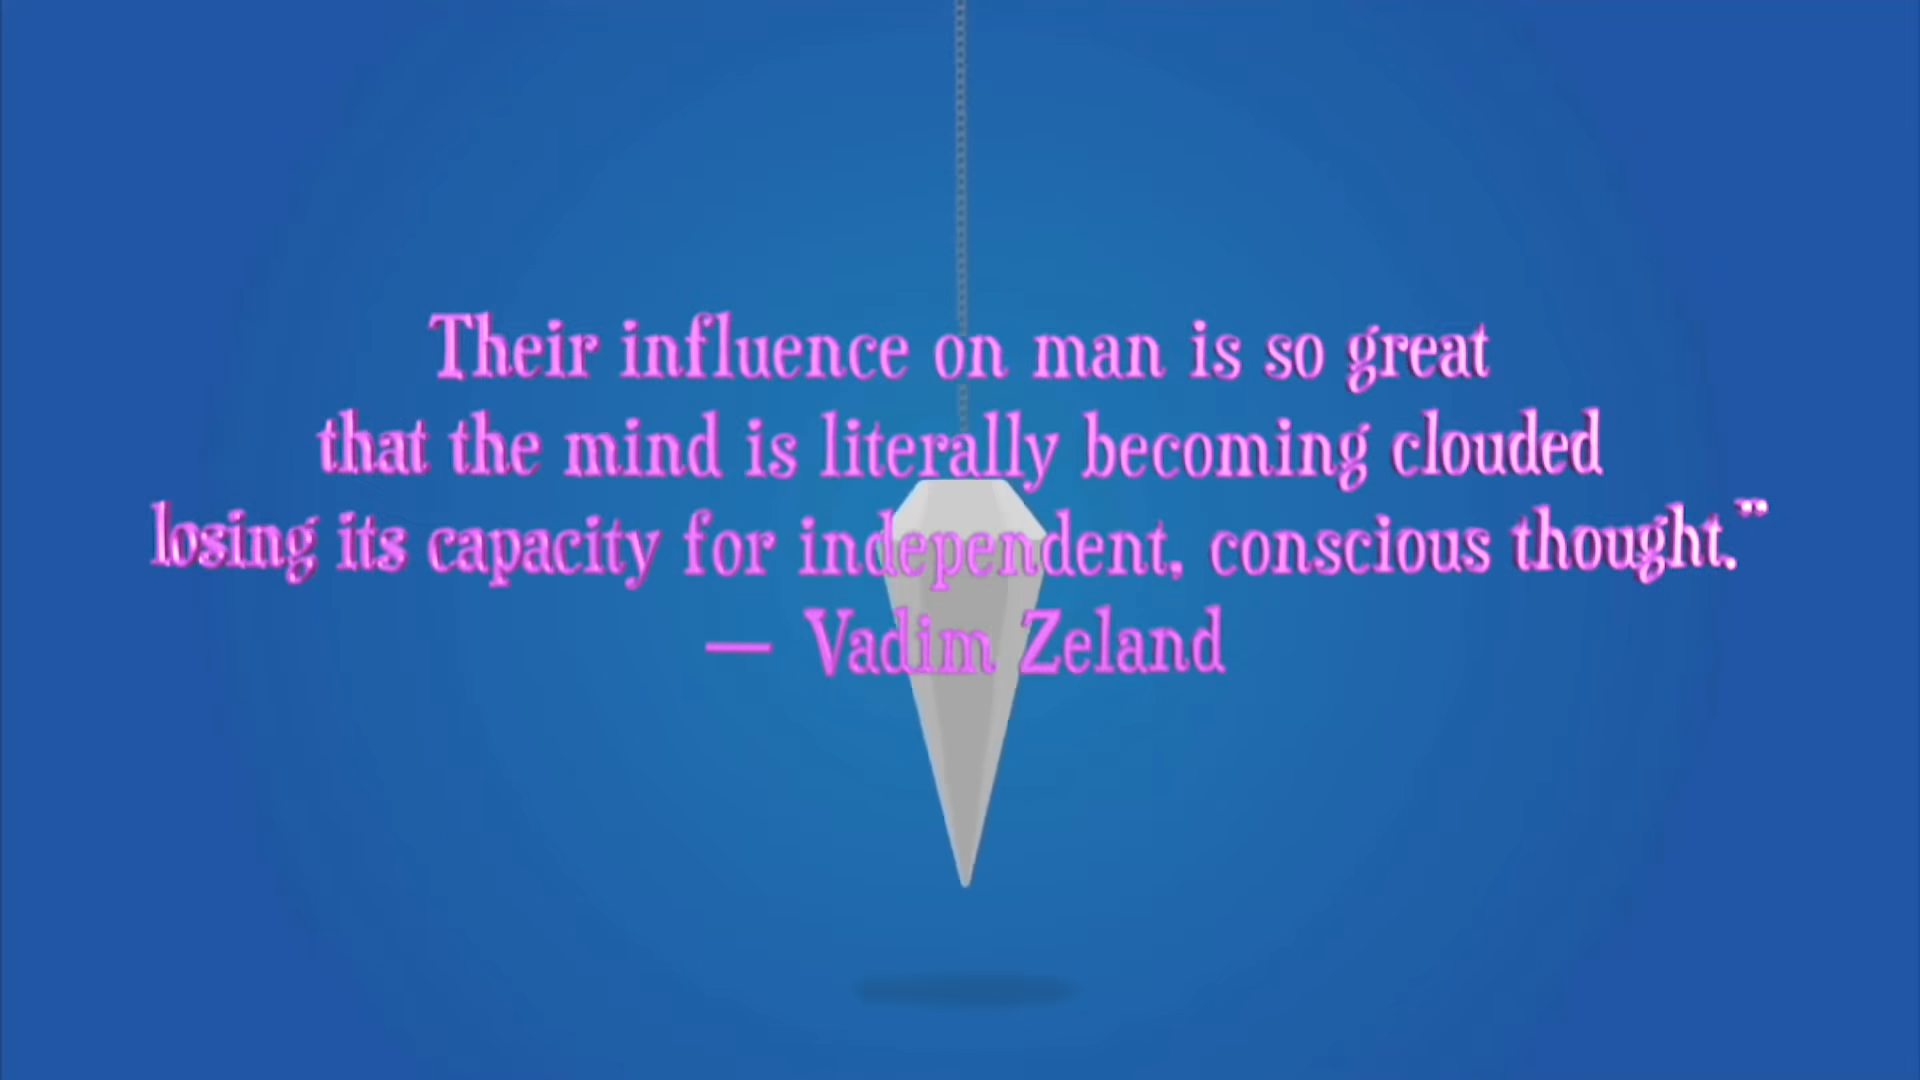 Their influence on man is so great
that the mind is literally becoming clouded
losing its capacity for independent, conscious thought.”
— Vadim Zeland